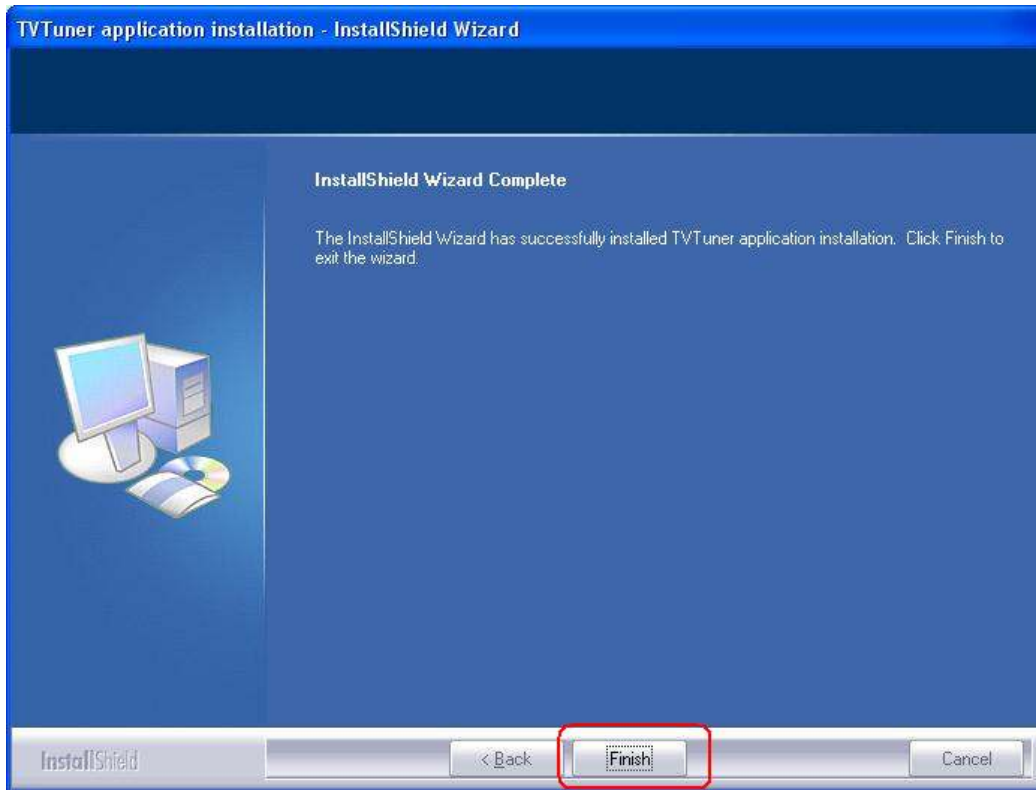 TVTuner application installation - InstallShield Wizard
InstallShield Wizard Complete
The InstallShield Wizard has successfully installed TVTuner application installation. Click Finish to
exit the wizard.
InstallShield
< Back
Finish
Cancel